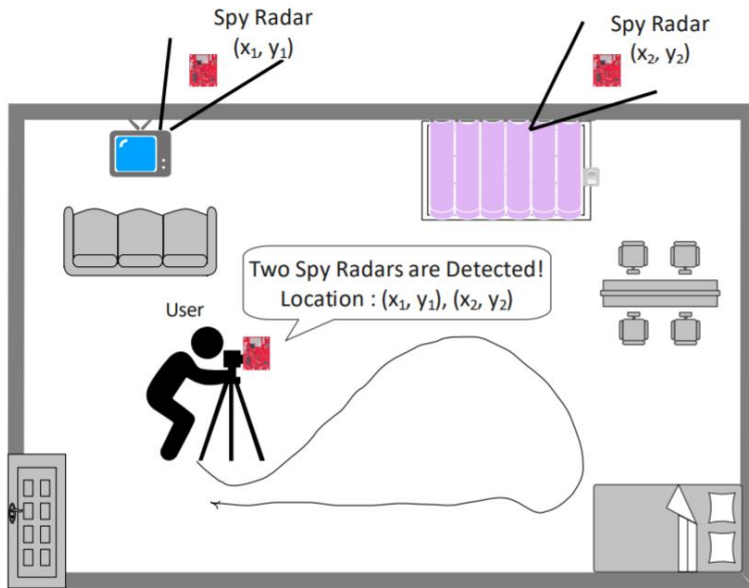 Spy Radar
(x₁, y₁)
Spy Radar
(x₂, y₂)
Two Spy Radars are Detected!
Location : (x₁, y₁), (x₂, y₂)
User